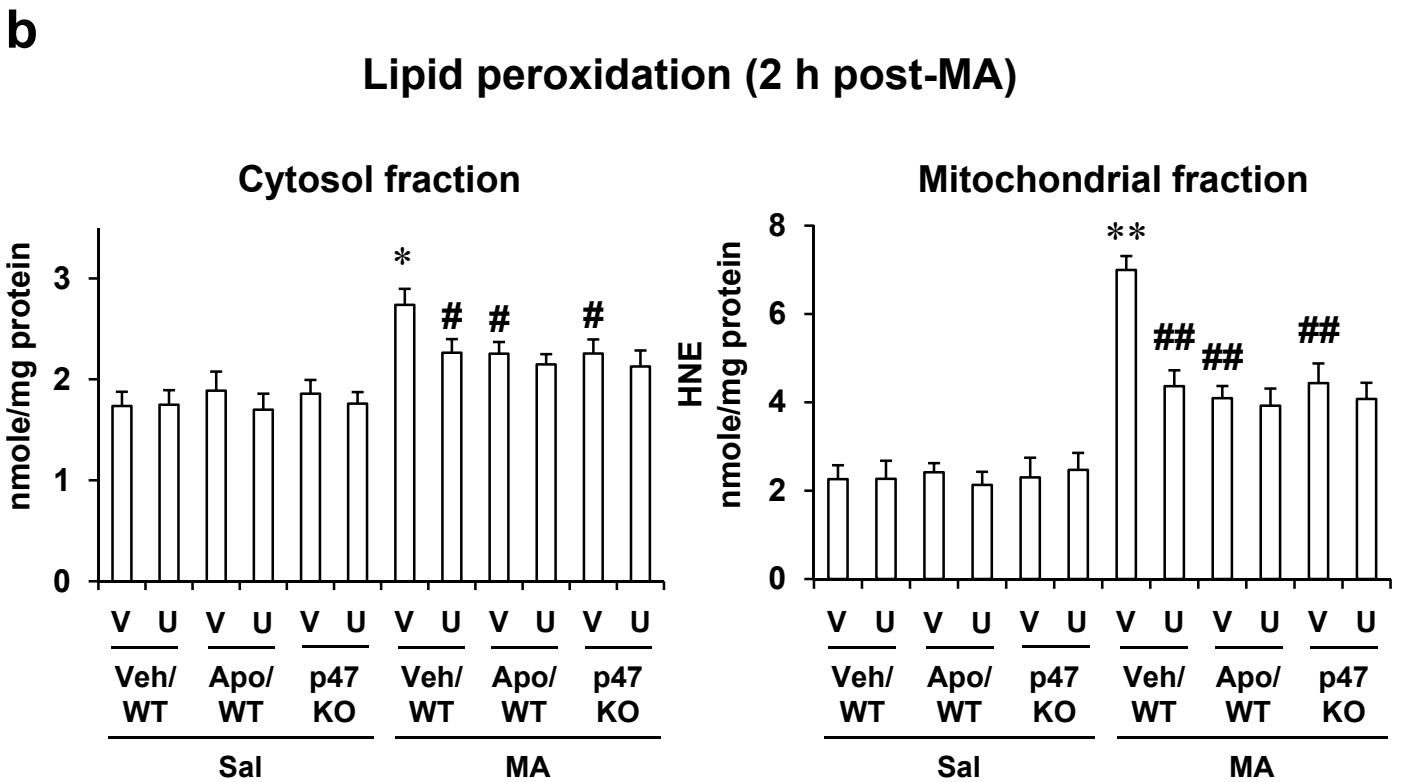 b
Lipid peroxidation (2 h post-MA)
Cytosol fraction
nmole/mg protein
3
2
1
0
*
#
#
#
V U V U V U V U V U V U
Veh/ Apo/ p47 Veh/ Apo/ p47
WT WT KO WT WT KO
Sal MA
Mitochondrial fraction
HNE
nmole/mg protein
8
6
4
2
0
**
##
##
##
V U V U V U V U V U V U
Veh/ Apo/ p47 Veh/ Apo/ p47
WT WT KO WT WT KO
Sal MA